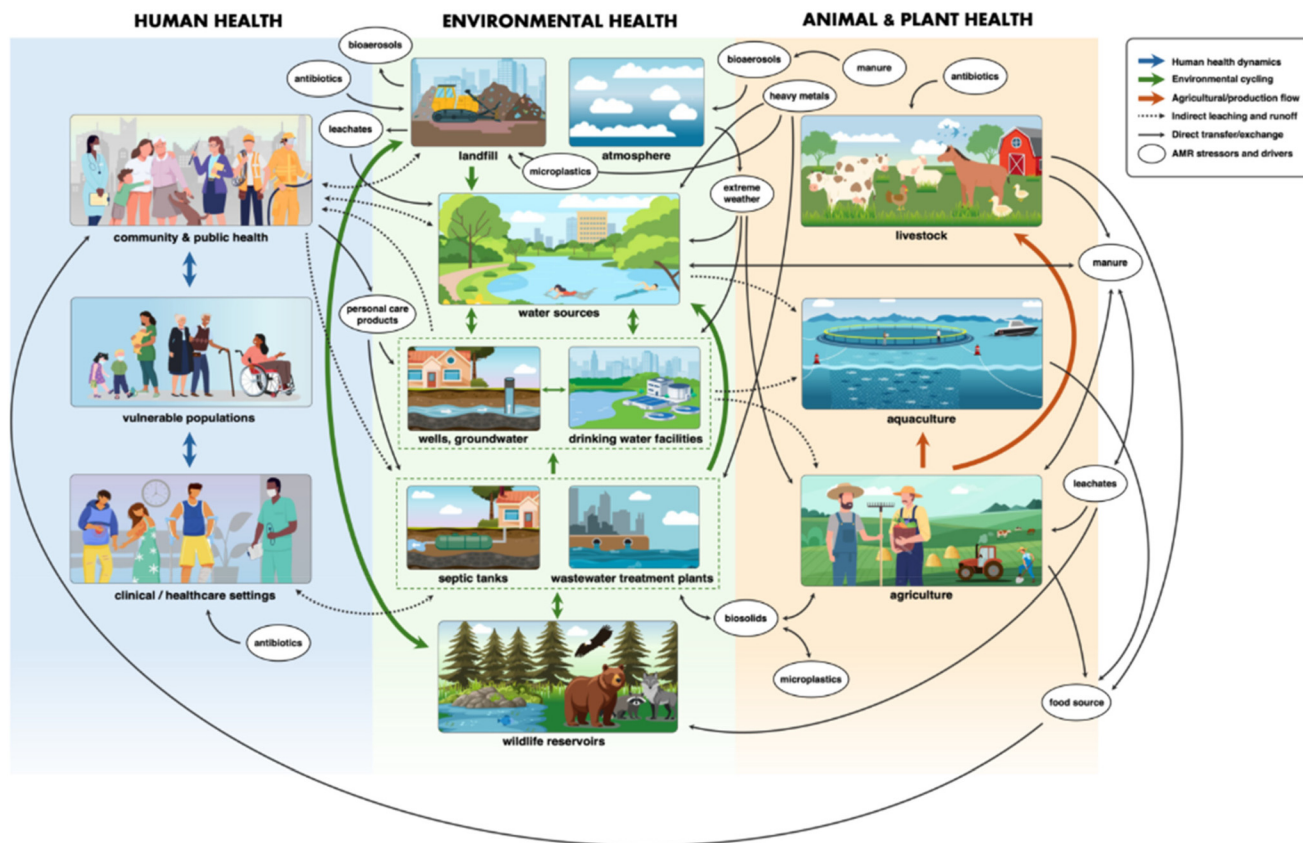 HUMAN HEALTH
ENVIRONMENTAL HEALTH
ANIMAL & PLANT HEALTH
Human health dynamics
Environmental cycling
Agricultural/production flow
Indirect leaching and runoff
Direct transfer/exchange
AMR stressors and drivers
bioaerosols
antibiotics
leachates
landfill
atmosphere
microplastics
bioaerosols
manure
heavy metals
antibiotics
extreme
weather
livestock
manure
community & public health
personal care
products
water sources
vulnerable populations
wells, groundwater
drinking water facilities
aquaculture
leachates
clinical / healthcare settings
antibiotics
septic tanks
wastewater treatment plants
agriculture
biosolids
microplastics
food source
wildlife reservoirs